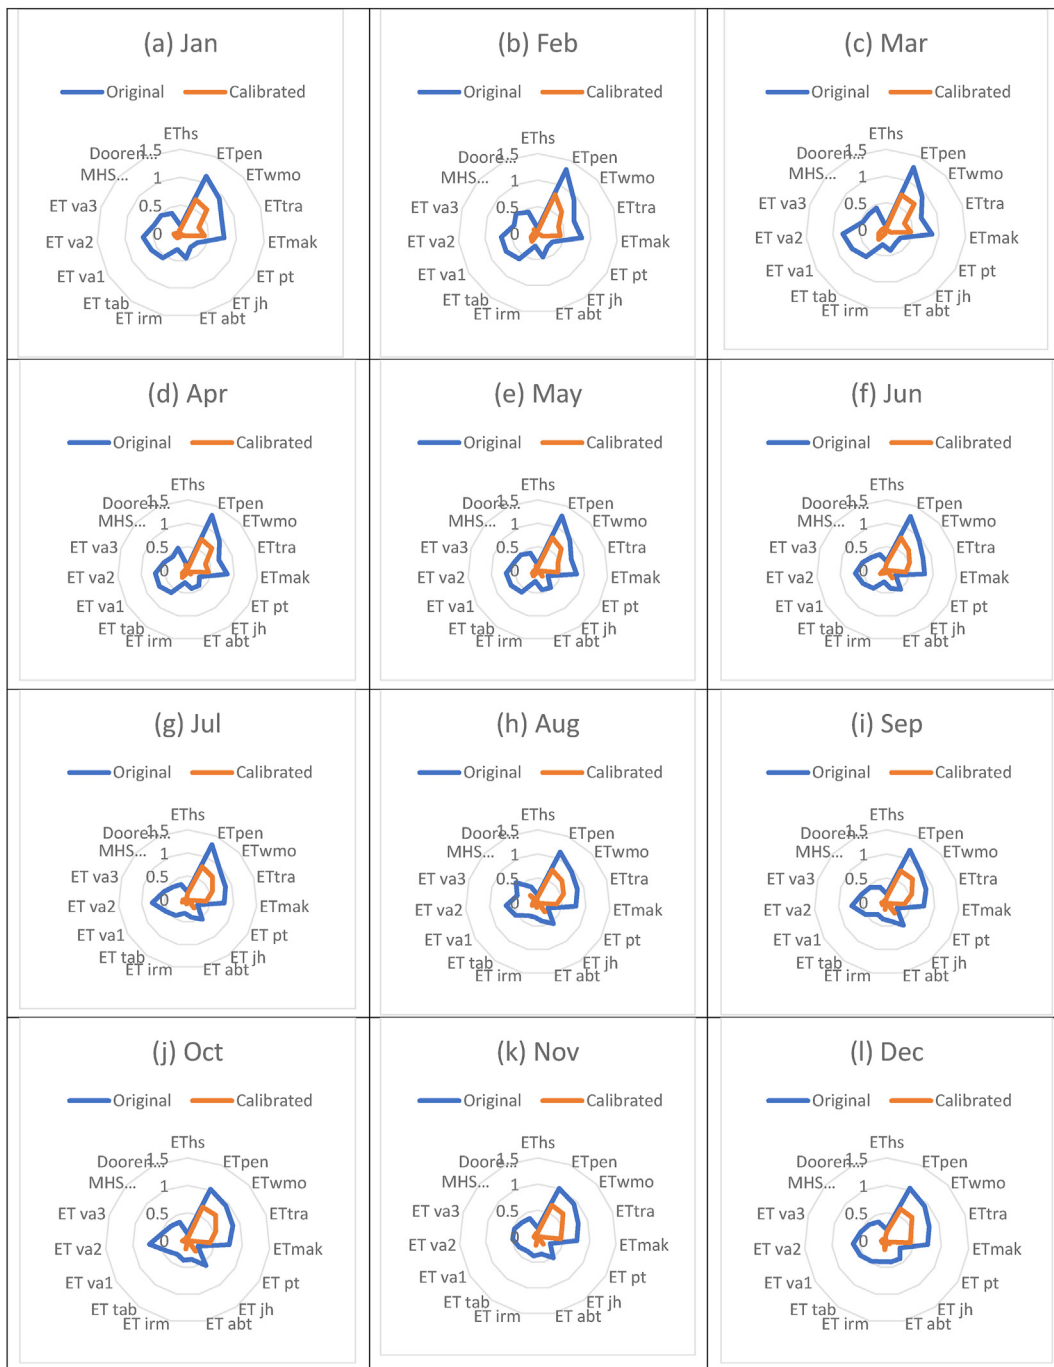 (a) Jan
Original Calibrated
EThs
Dooren... 1.5 ETpen
MHS... 1 ETwmo
ET va3 0.5 ETtra
ET va2 0 ETmak
ET va1 ET pt
ET tab ET jh
ET irm ET abt
(b) Feb
Original Calibrated
EThs
Doore... 1.5 ETpen
MHS... 1 ETwmo
ET va3 0.5 ETtra
ET va2 0 ETmak
ET va1 ET pt
ET tab ET jh
ET irm ET abt
(c) Mar
Original Calibrated
EThs
Dooren... 1.5 ETpen
MHS... 1 ETwmo
ET va3 0.5 ETtra
ET va2 0 ETmak
ET va1 ET pt
ET tab ET jh
ET irm ET abt
(d) Apr
Original Calibrated
EThs
Dooren... 1.5 ETpen
MHS... 1 ETwmo
ET va3 0.5 ETtra
ET va2 0 ETmak
ET va1 ET pt
ET tab ET jh
ET irm ET abt
(e) May
Original Calibrated
EThs
Doore... 1.5 ETpen
MHS... 1 ETwmo
ET va3 0.5 ETtra
ET va2 0 ETmak
ET va1 ET pt
ET tab ET jh
ET irm ET abt
(f) Jun
Original Calibrated
EThs
Dooren... 1.5 ETpen
MHS... 1 ETwmo
ET va3 0.5 ETtra
ET va2 0 ETmak
ET va1 ET pt
ET tab ET jh
ET irm ET abt
(g) Jul
Original Calibrated
EThs
Dooren... 1.5 ETpen
MHS... 1 ETwmo
ET va3 0.5 ETtra
ET va2 0 ETmak
ET va1 ET pt
ET tab ET jh
ET irm ET abt
(h) Aug
Original Calibrated
EThs
Doore... 1.5 ETpen
MHS... 1 ETwmo
ET va3 0.5 ETtra
ET va2 0 ETmak
ET va1 ET pt
ET tab ET jh
ET irm ET abt
(i) Sep
Original Calibrated
EThs
Dooren... 1.5 ETpen
MHS... 1 ETwmo
ET va3 0.5 ETtra
ET va2 0 ETmak
ET va1 ET pt
ET tab ET jh
ET irm ET abt
(j) Oct
Original Calibrated
EThs
Dooren... 1.5 ETpen
MHS... 1 ETwmo
ET va3 0.5 ETtra
ET va2 0 ETmak
ET va1 ET pt
ET tab ET jh
ET irm ET abt
(k) Nov
Original Calibrated
EThs
Doore... 1.5 ETpen
MHS... 1 ETwmo
ET va3 0.5 ETtra
ET va2 0 ETmak
ET va1 ET pt
ET tab ET jh
ET irm ET abt
(l) Dec
Original Calibrated
EThs
Dooren... 1.5 ETpen
MHS... 1 ETwmo
ET va3 0.5 ETtra
ET va2 0 ETmak
ET va1 ET pt
ET tab ET jh
ET irm ET abt